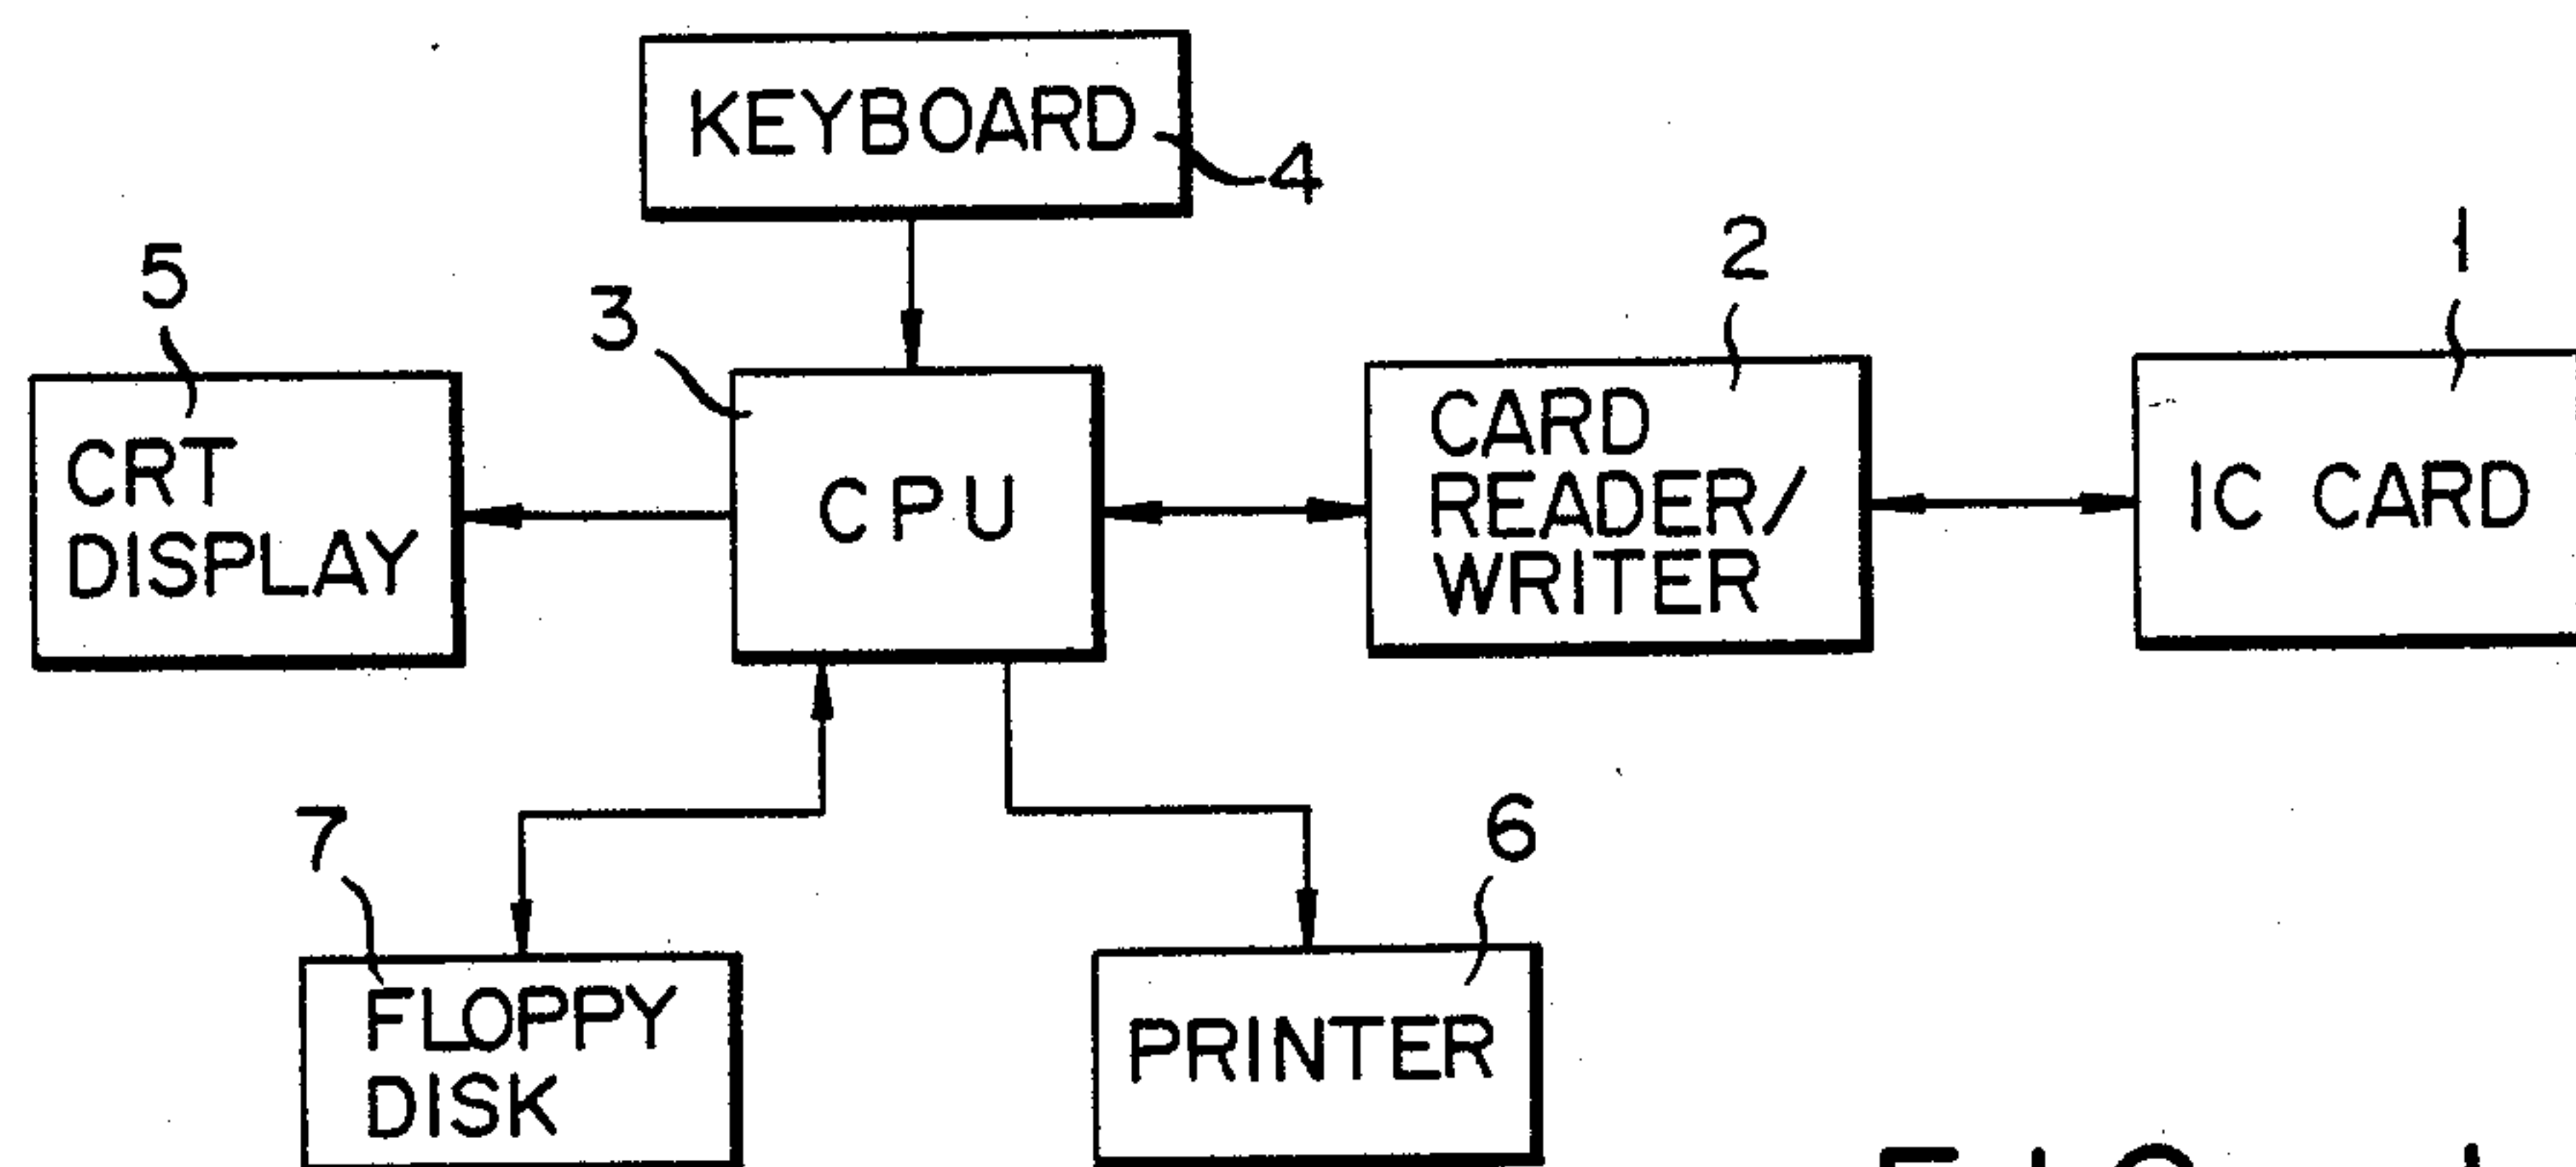 KEYBOARD
4
5
3
2
1
CRT
DISPLAY
CPU
CARD
READER/
WRITER
IC CARD
7
6
FLOPPY
DISK
PRINTER